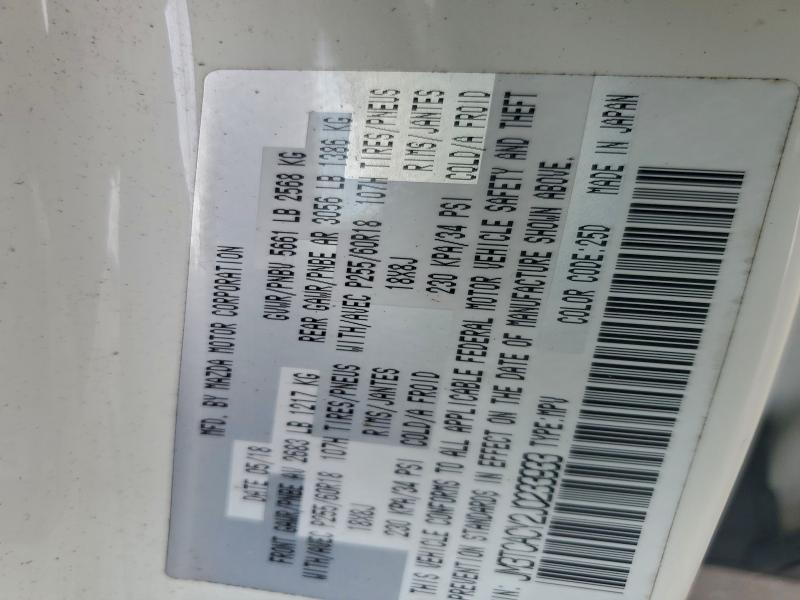 MFD. BY MAZDA MOTOR CORPORATION
DATE 05/18 GVWR/PNBV 5661 LB 2568 KG
FRONT GAWR/PNBE AV 2683 LB 1217 KG REAR GAWR/PNBE AR 3056 LB 1386 KG
WITH/AVEC P255/60R18 107H TIRES/PNEUS WITH/AVEC P255/60R18 107H TIRES/PNEUS
18X8J RIMS/JANTES 18X8J RIMS/JANTES
230 KPA/34 PSI COLD/A FROID 230 KPA/34 PSI COLD/A FROID
THIS VEHICLE CONFORMS TO ALL APPLICABLE FEDERAL MOTOR VEHICLE SAFETY AND THEFT
PREVENTION STANDARDS IN EFFECT ON THE DATE OF MANUFACTURE SHOWN ABOVE.
TYPE:MPV COLOR CODE:25D MADE IN JAPAN